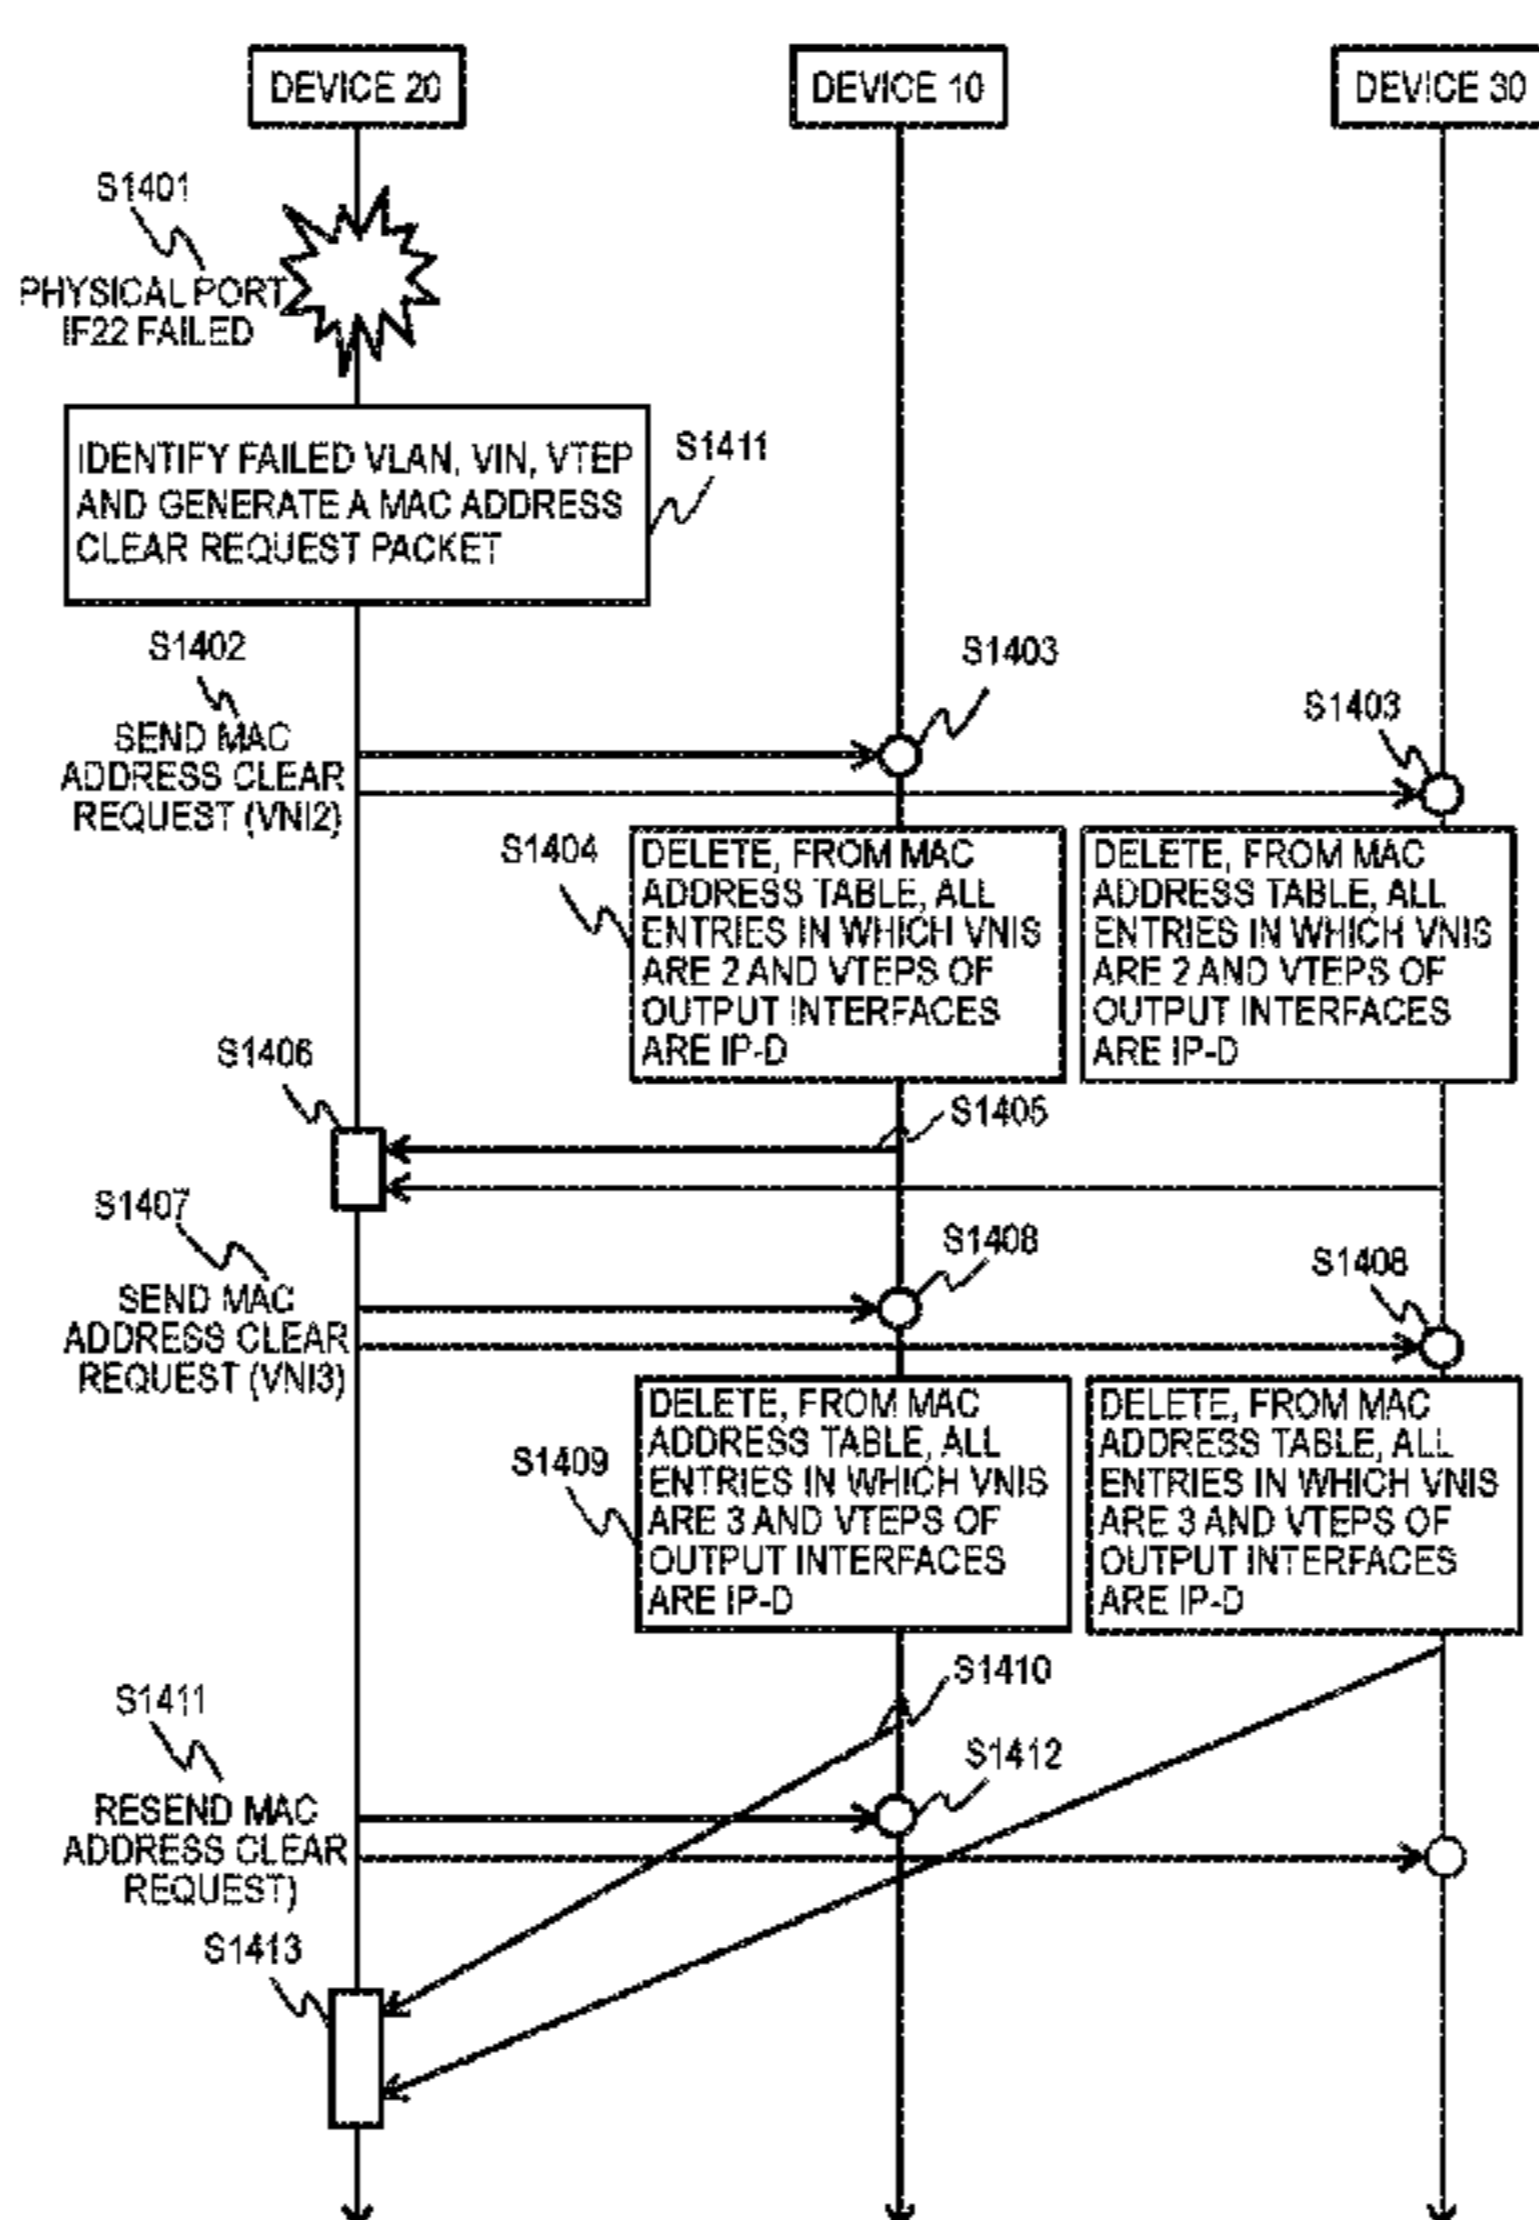 DEVICE 20
DEVICE 10
DEVICE 30
S1401
PHYSICAL PORT
IF22 FAILED
IDENTIFY FAILED VLAN, VIN, VTEP
AND GENERATE A MAC ADDRESS
CLEAR REQUEST PACKET
S1411
S1402
SEND MAC
ADDRESS CLEAR
REQUEST (VNI2)
S1403
S1403
S1404
DELETE, FROM MAC
ADDRESS TABLE, ALL
ENTRIES IN WHICH VNIS
ARE 2 AND VTEPS OF
OUTPUT INTERFACES
ARE IP-D
DELETE, FROM MAC
ADDRESS TABLE, ALL
ENTRIES IN WHICH VNIS
ARE 2 AND VTEPS OF
OUTPUT INTERFACES
ARE IP-D
S1406
S1405
S1407
SEND MAC
ADDRESS CLEAR
REQUEST (VNI3)
S1408
S1408
S1409
DELETE, FROM MAC
ADDRESS TABLE, ALL
ENTRIES IN WHICH VNIS
ARE 3 AND VTEPS OF
OUTPUT INTERFACES
ARE IP-D
DELETE, FROM MAC
ADDRESS TABLE, ALL
ENTRIES IN WHICH VNIS
ARE 3 AND VTEPS OF
OUTPUT INTERFACES
ARE IP-D
S1410
S1411
RESEND MAC
ADDRESS CLEAR
REQUEST)
S1412
S1413